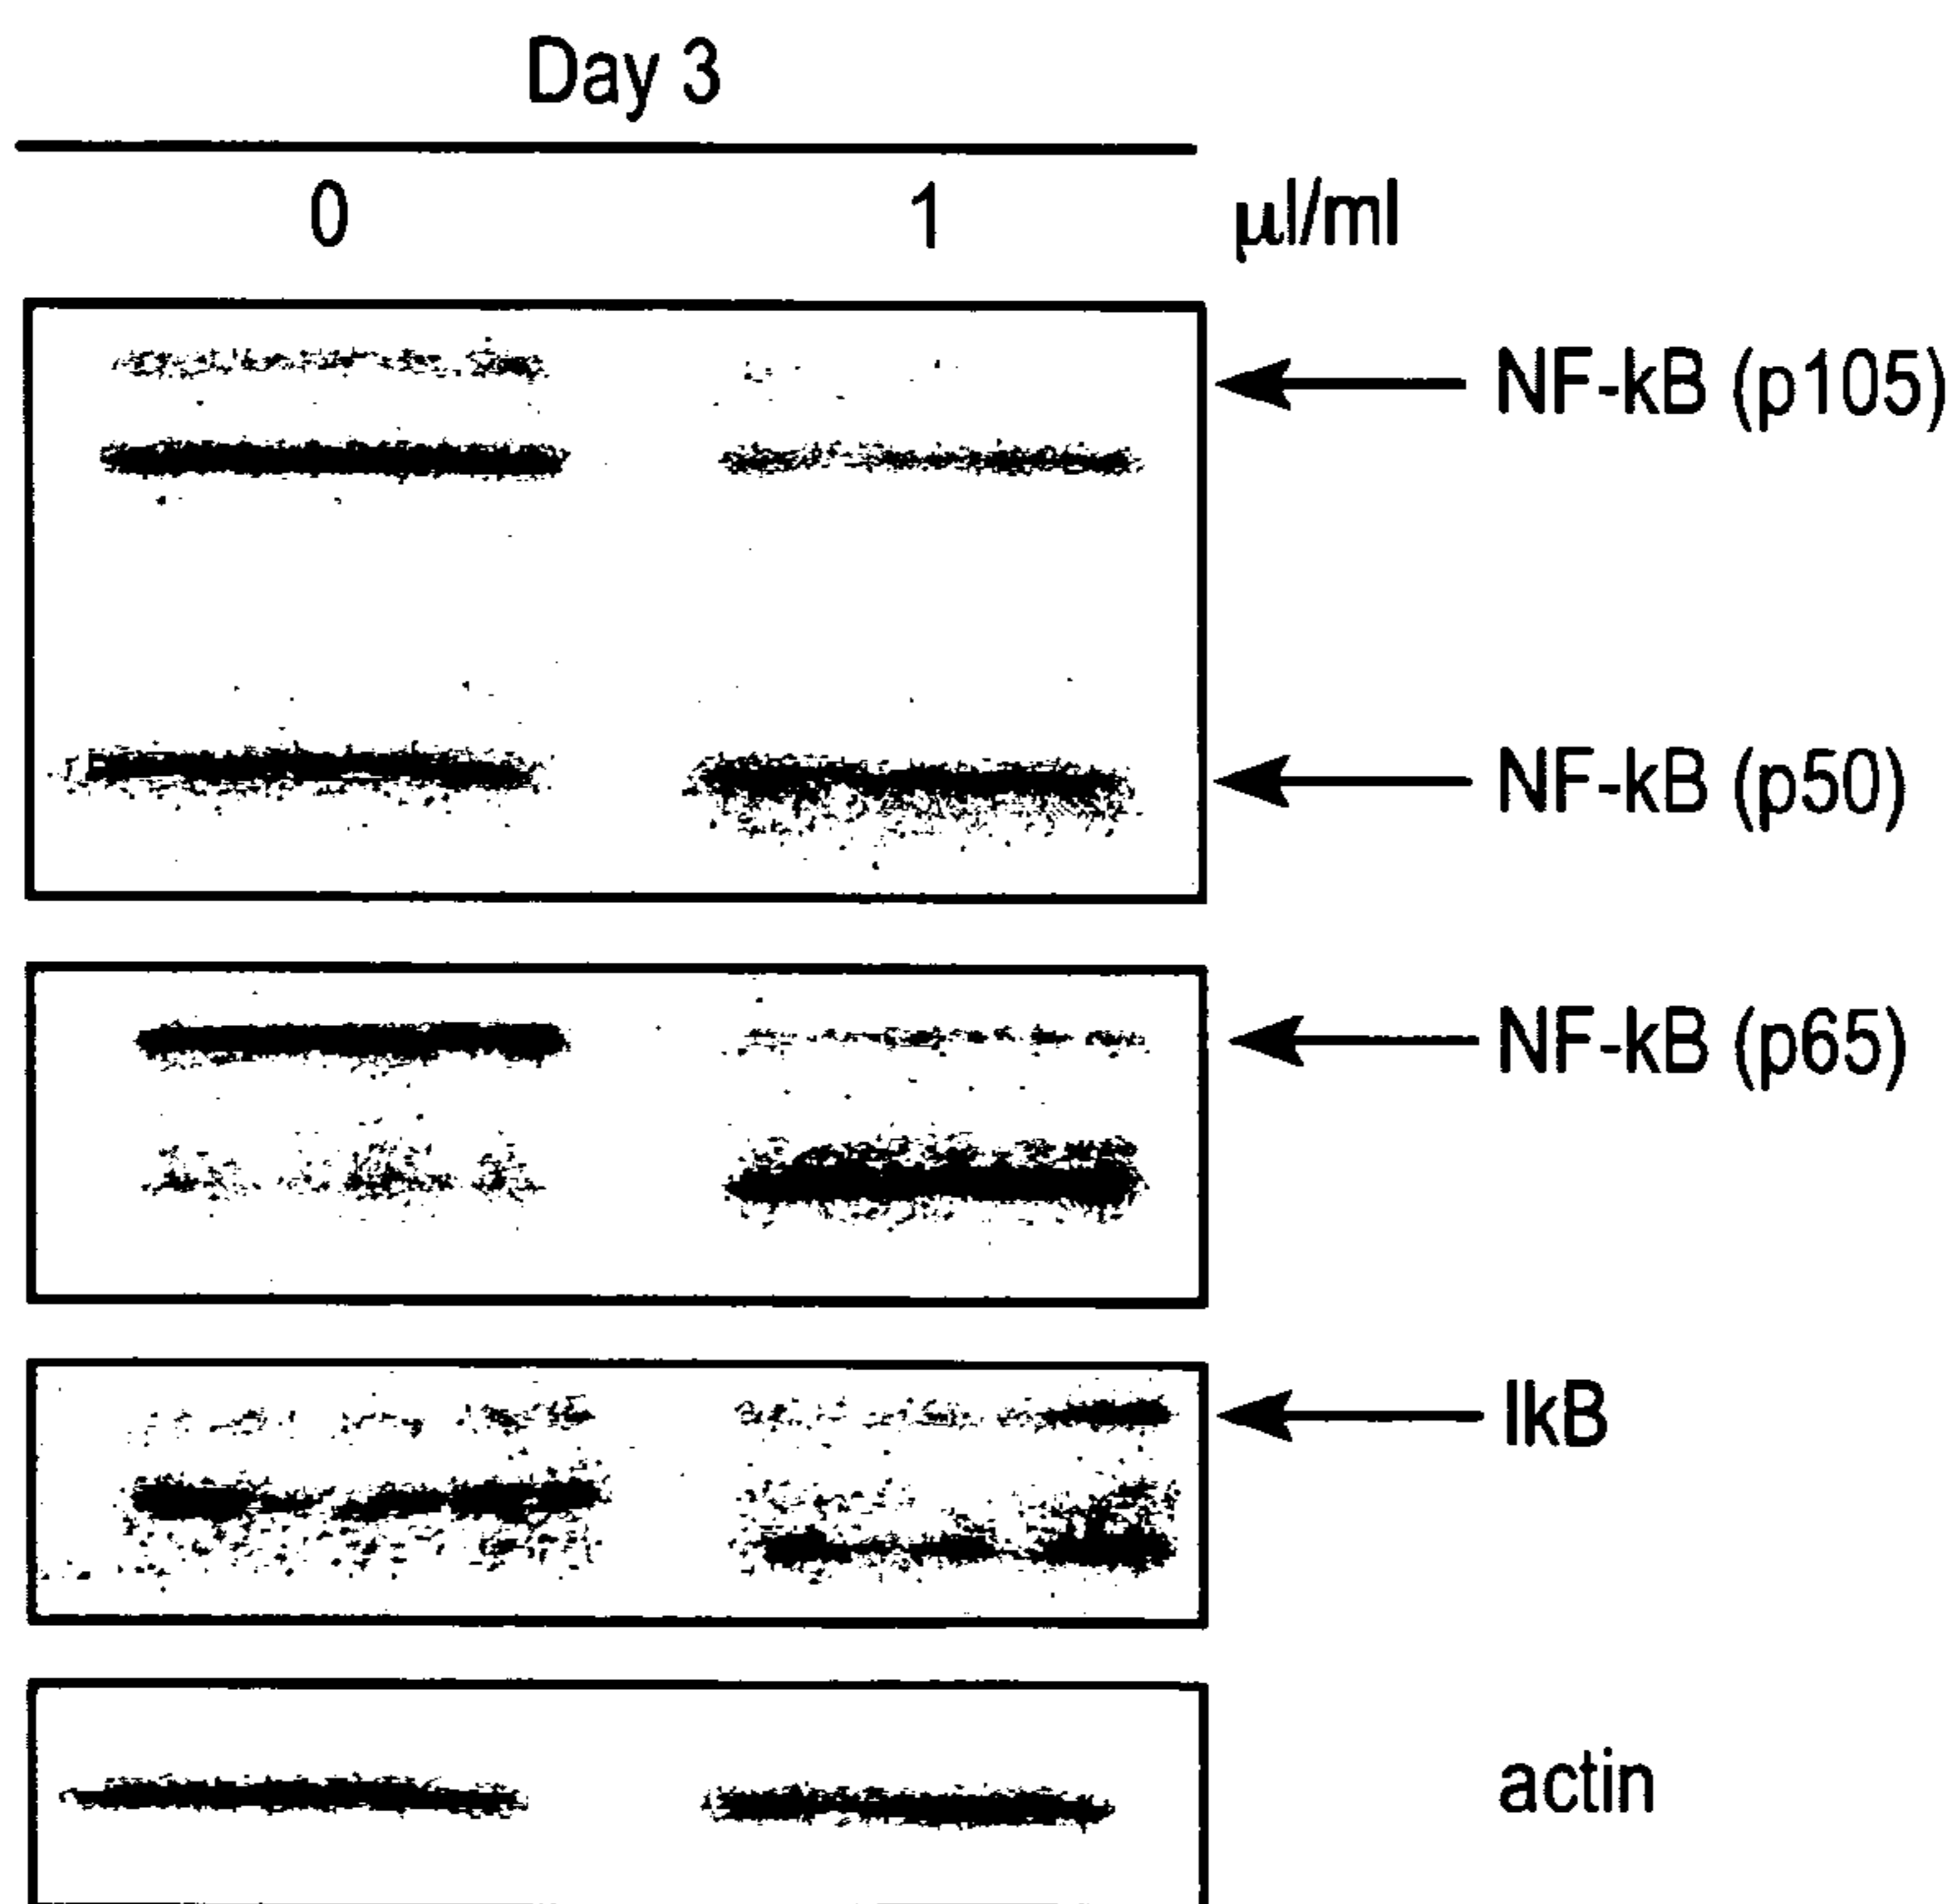 Day 3
0 1 μl/ml
NF-kB (p105)
NF-kB (p50)
NF-kB (p65)
IkB
actin